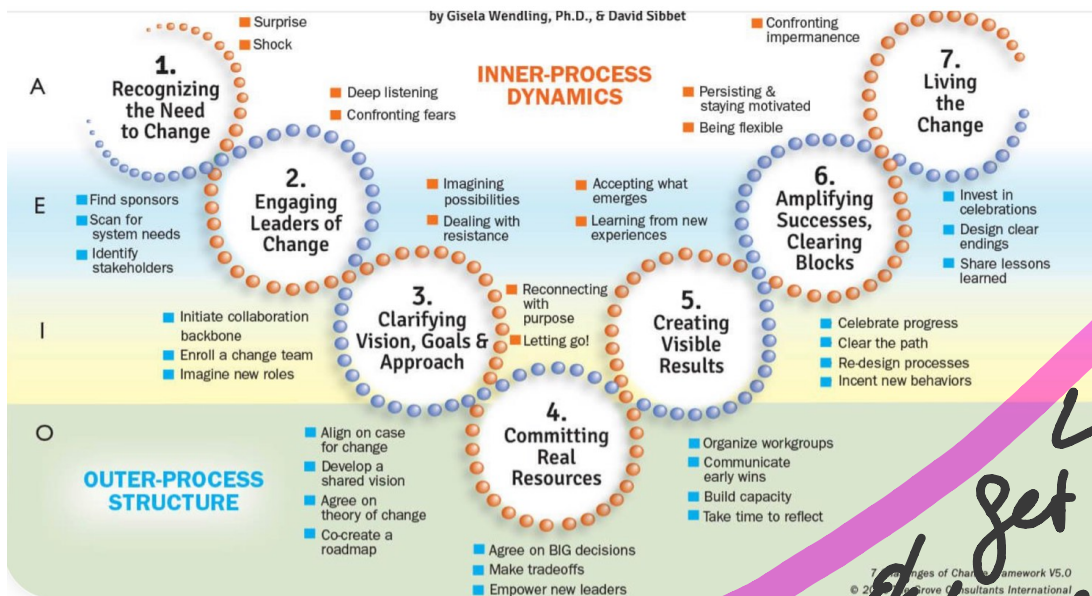 by Gisela Wendling, Ph.D., & David Sibbet
A
E
I
O
INNER-PROCESS
DYNAMICS
OUTER-PROCESS
STRUCTURE
1.
Recognizing
the Need
to Change
Surprise
Shock
Find sponsors
Scan for
system needs
Identify
stakeholders
2.
Engaging
Leaders of
Change
Deep listening
Confronting fears
Initiate collaboration
backbone
Enroll a change team
Imagine new roles
3.
Clarifying
Vision, Goals &
Approach
Imagining
possibilities
Dealing with
resistance
Align on case
for change
Develop a
shared vision
Agree on
theory of change
Co-create a
roadmap
4.
Committing
Real
Resources
Reconnecting
with
purpose
Letting go!
Agree on BIG decisions
Make tradeoffs
Empower new leaders
5.
Creating
Visible
Results
Accepting what
emerges
Learning from new
experiences
Organize workgroups
Communicate
early wins
Build capacity
Take time to reflect
6.
Amplifying
Successes,
Clearing
Blocks
Persisting &
staying motivated
Being flexible
Celebrate progress
Clear the path
Re-design processes
Incent new behaviors
7.
Living
the
Change
Confronting
impermanence
Invest in
celebrations
Design clear
endings
Share lessons
learned
get
7 of Framework V5.0
© Consultants International